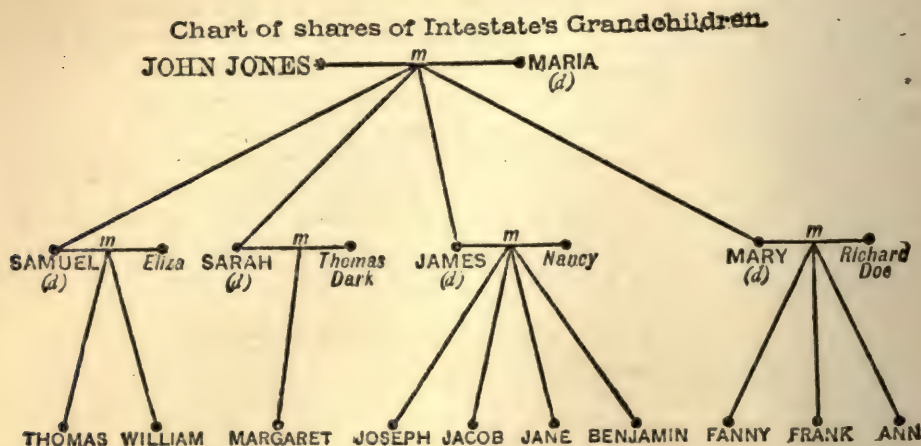 Chart of shares of Intestate's Grandchildren.
JOHN JONES m MARIA
(d)
SAMUEL m Eliza SARAH m Thomas Dark JAMES m Nancy MARY m Richard Doe
(d) (d) (d) (d)
THOMAS WILLIAM MARGARET JOSEPH JACOB JANE BENJAMIN FANNY FRANK ANN